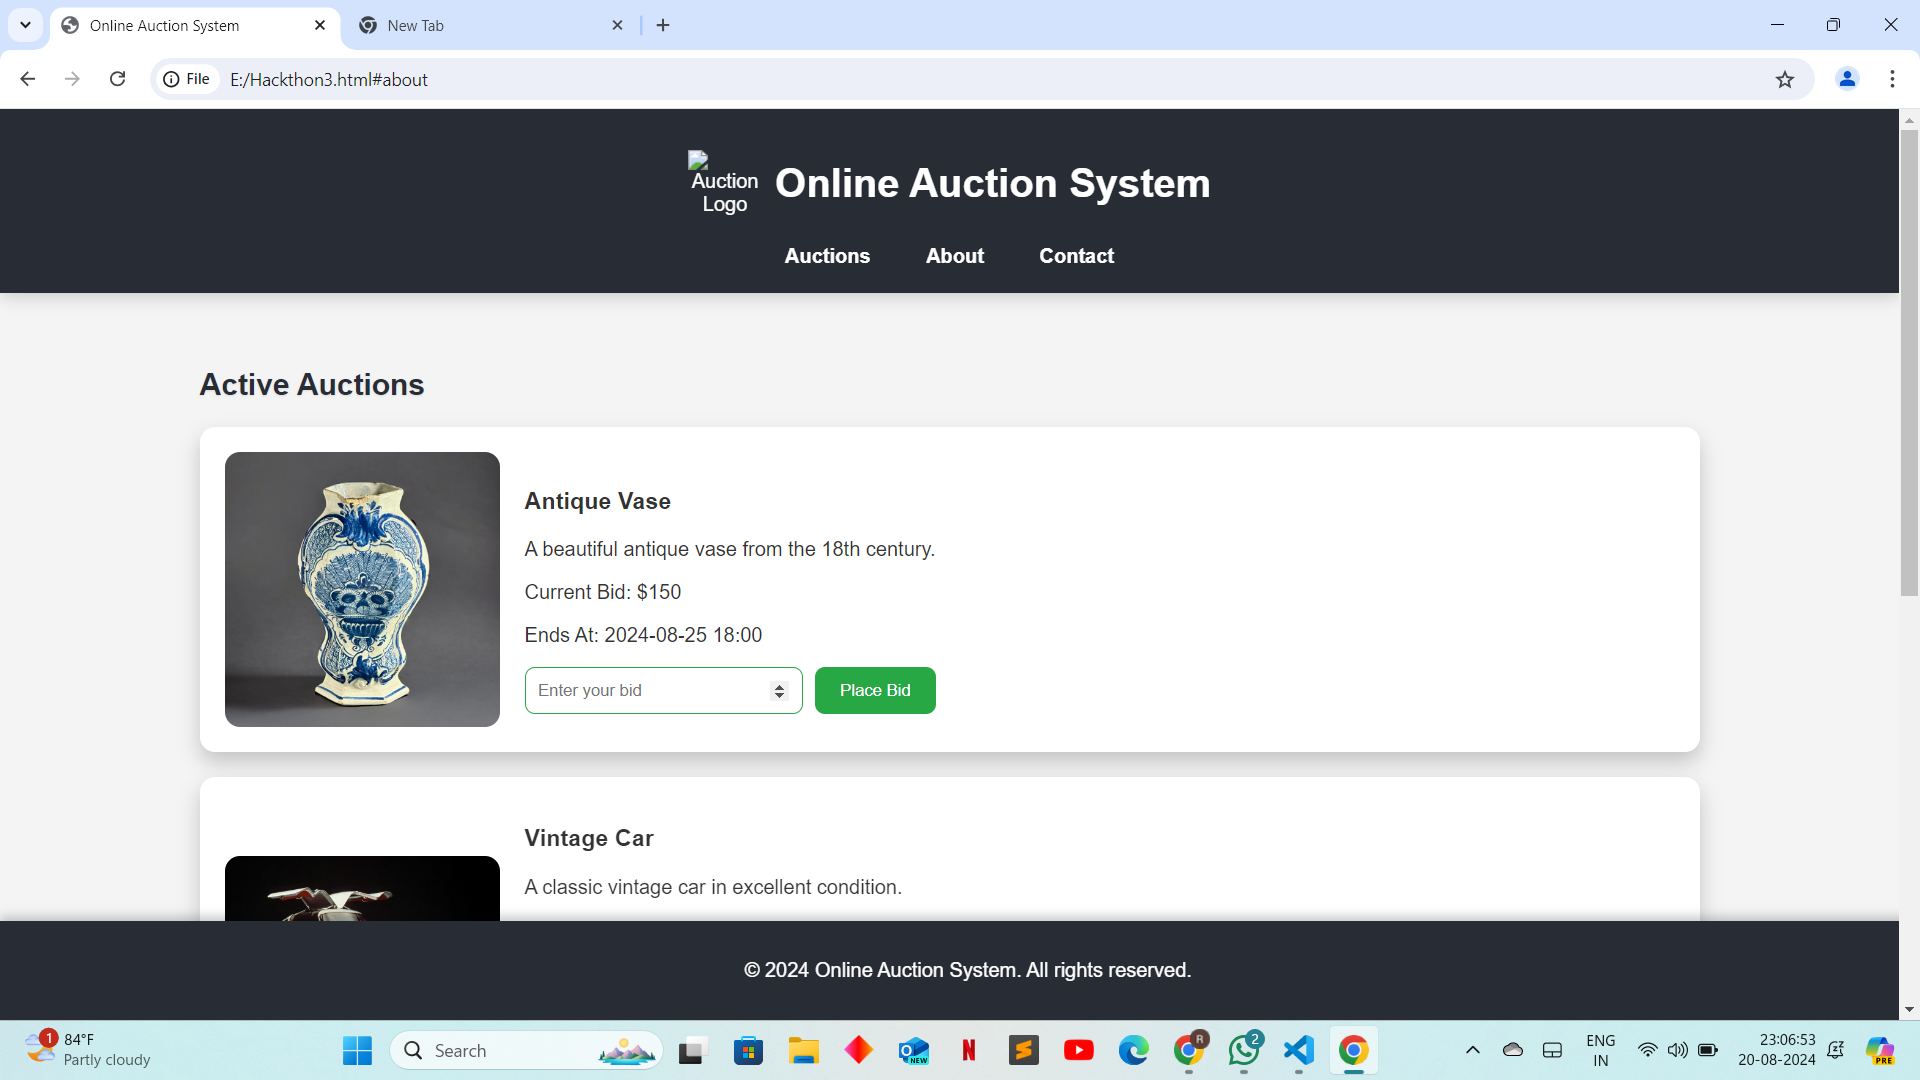 Online Auction System
New Tab
File
E:/Hackthon3.html#about
Auction
Logo
Online Auction System
Auctions
About
Contact
Active Auctions
Antique Vase
A beautiful antique vase from the 18th century.
Current Bid: $150
Ends At: 2024-08-25 18:00
Enter your bid
Place Bid
Vintage Car
A classic vintage car in excellent condition.
© 2024 Online Auction System. All rights reserved.
1
84°F
Partly cloudy
Search
NEW
N
R
2
ENG
IN
23:06:53
20-08-2024
PRE